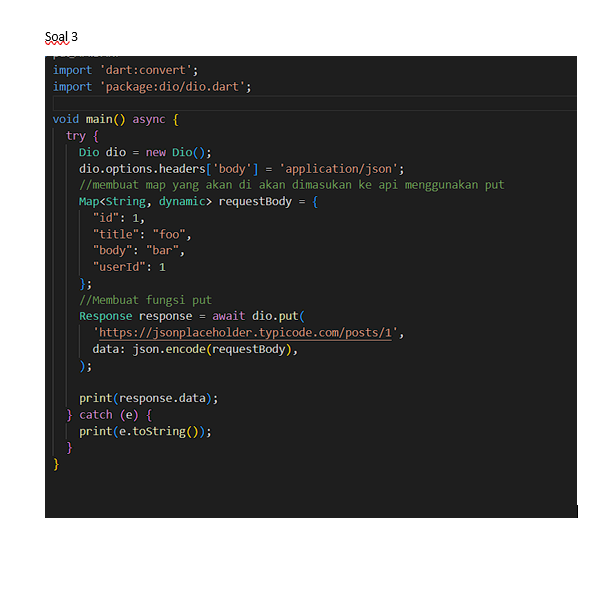 Soal 3
import 'dart:convert';
import 'package:dio/dio.dart';
void main() async {
try {
Dio dio = new Dio();
dio.options.headers['body'] = 'application/json';
//membuat map yang akan di akan dimasukan ke api menggunakan put
Map<String, dynamic> requestBody = {
"id": 1,
"title": "foo",
"body": "bar",
"userId": 1
};
//Membuat fungsi put
Response response = await dio.put(
'https://jsonplaceholder.typicode.com/posts/1',
data: json.encode(requestBody),
);
print(response.data);
} catch (e) {
print(e.toString());
}
}